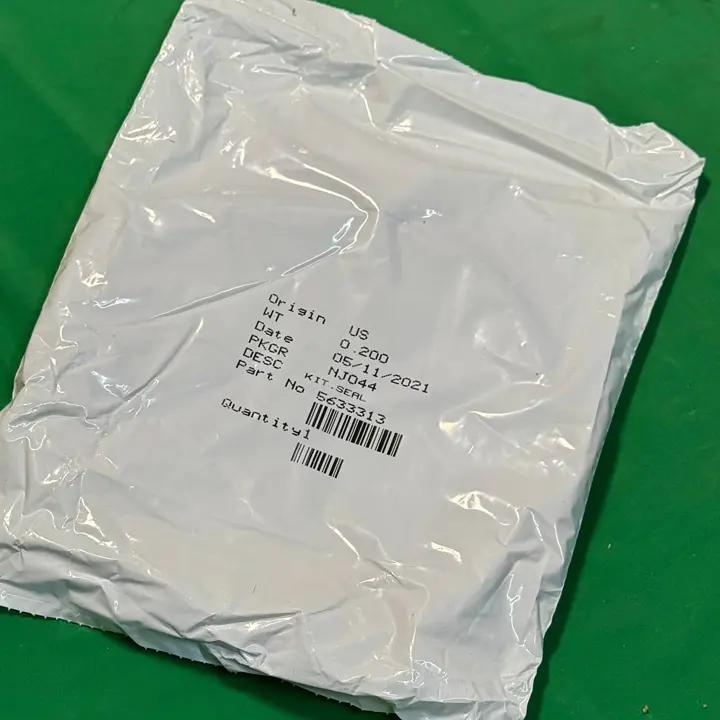 Origin US
WT 0.200
Date 05/11/2021
PKGR NJ044
DESC KIT-SEAL
Part No 5633313
Quantity1